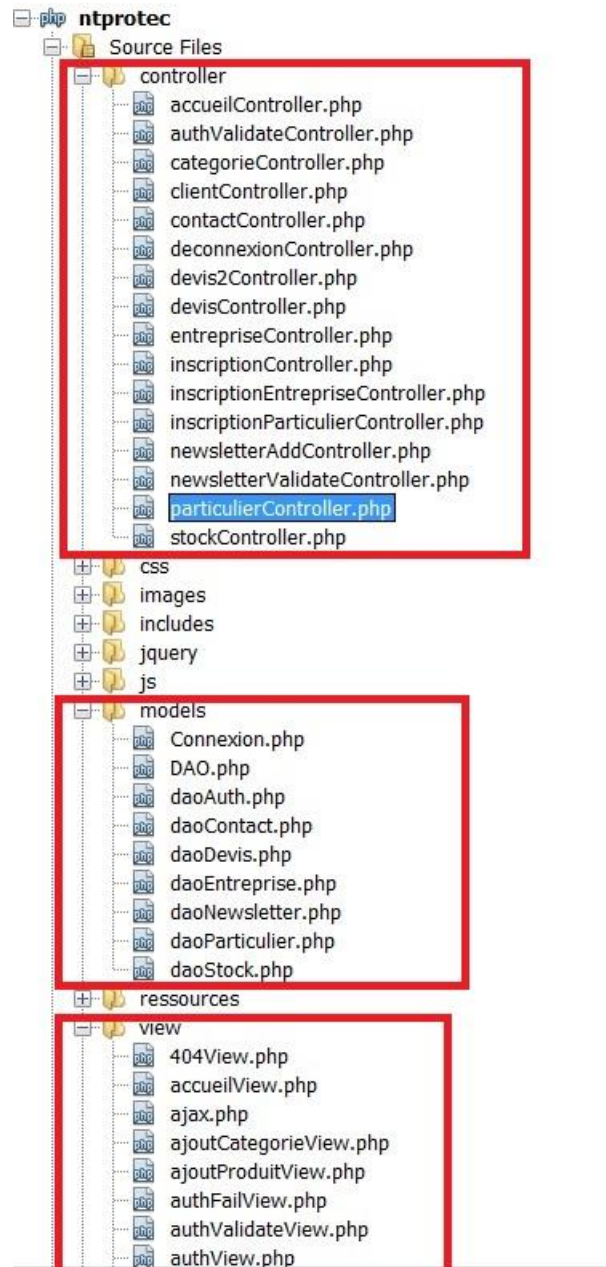 ntprotec
Source Files
controller
accueilController.php
authValidateController.php
categorieController.php
clientController.php
contactController.php
deconnexionController.php
devis2Controller.php
devisController.php
entrepriseController.php
inscriptionController.php
inscriptionEntrepriseController.php
inscriptionParticulierController.php
newsletterAddController.php
newsletterValidateController.php
particulierController.php
stockController.php
css
images
includes
jquery
js
models
Connexion.php
DAO.php
daoAuth.php
daoContact.php
daoDevis.php
daoEntreprise.php
daoNewsletter.php
daoParticulier.php
daoStock.php
ressources
view
404View.php
accueilView.php
ajax.php
ajoutCategorieView.php
ajoutProduitView.php
authFailView.php
authValidateView.php
authView.php